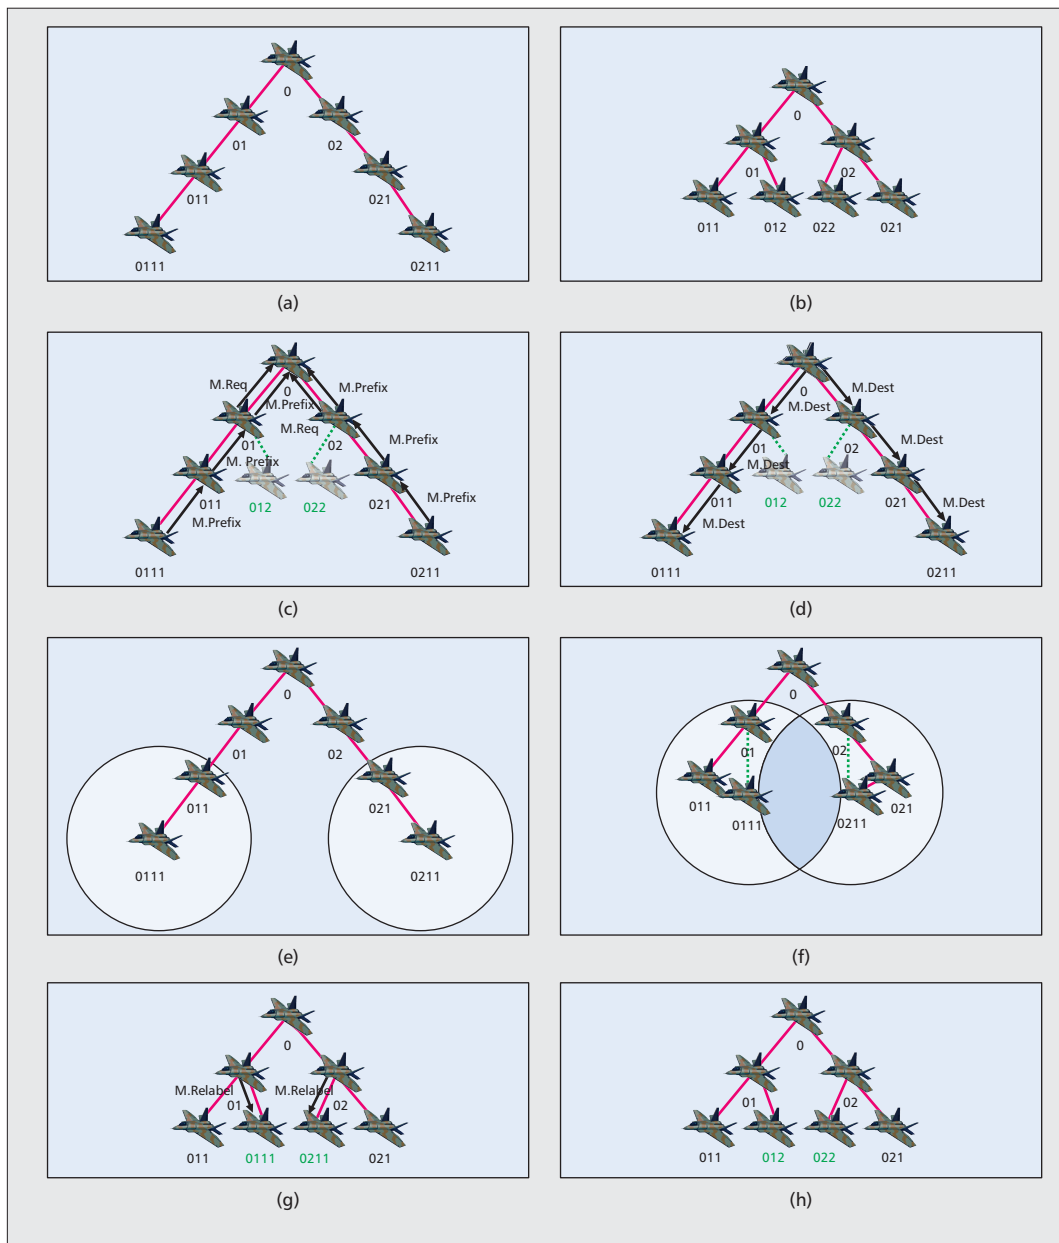 0
01
02
011
021
0111
0211
(a)
0
01
02
011
012
022
021
(b)
M.Req
M.Prefix
0
M.Prefix
M.Req
01
02
M.Prefix
M. Prefix
011
012
022
021
M.Prefix
M.Prefix
0111
0211
(c)
M.Dest
0
M.Dest
M.Dest
01
02
M.Dest
011
012
022
021
M.Dest
M.Dest
0111
0211
(d)
0
01
02
011
021
0111
0211
(e)
0
01
02
011
021
0111
0211
(f)
0
M.Relabel
M.Relabel
01
02
011
0111
0211
021
(g)
0
01
02
011
012
022
021
(h)